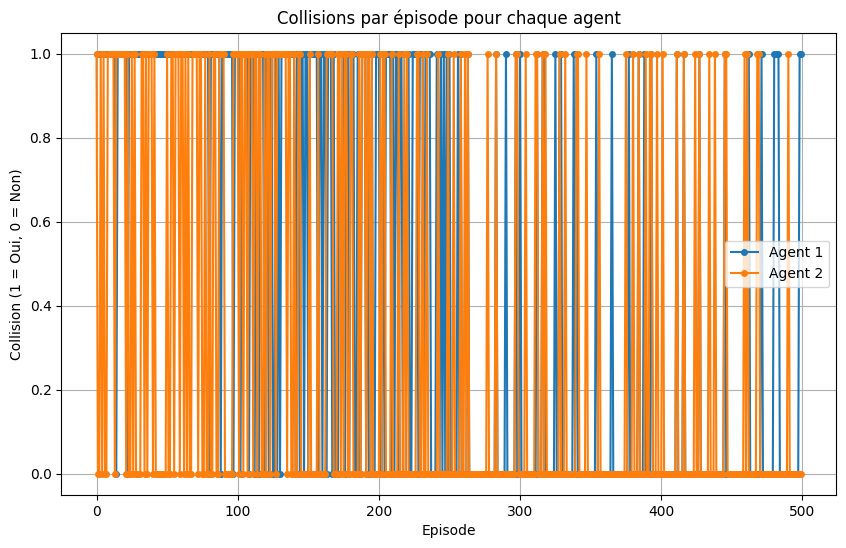 Collisions par épisode pour chaque agent
Collision (1 = Oui, 0 = Non)
1.0
0.8
0.6
0.4
0.2
0.0
Agent 1
Agent 2
0 100 200 300 400 500
Episode